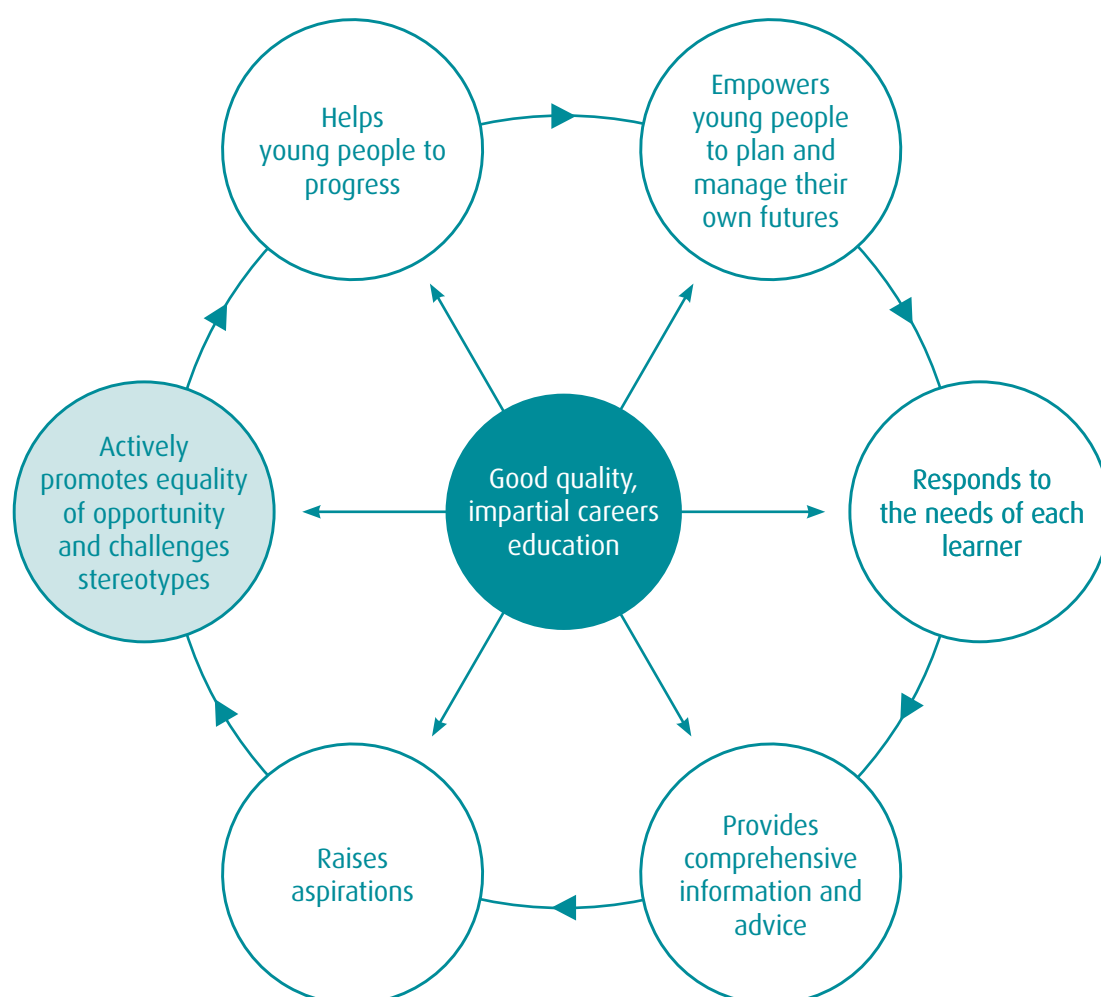 Helps
young people to
progress
Empowers
young people
to plan and
manage their
own futures
Actively
promotes equality
of opportunity
and challenges
stereotypes
Good quality,
impartial careers
education
Responds to
the needs of each
learner
Raises
aspirations
Provides
comprehensive
information and
advice